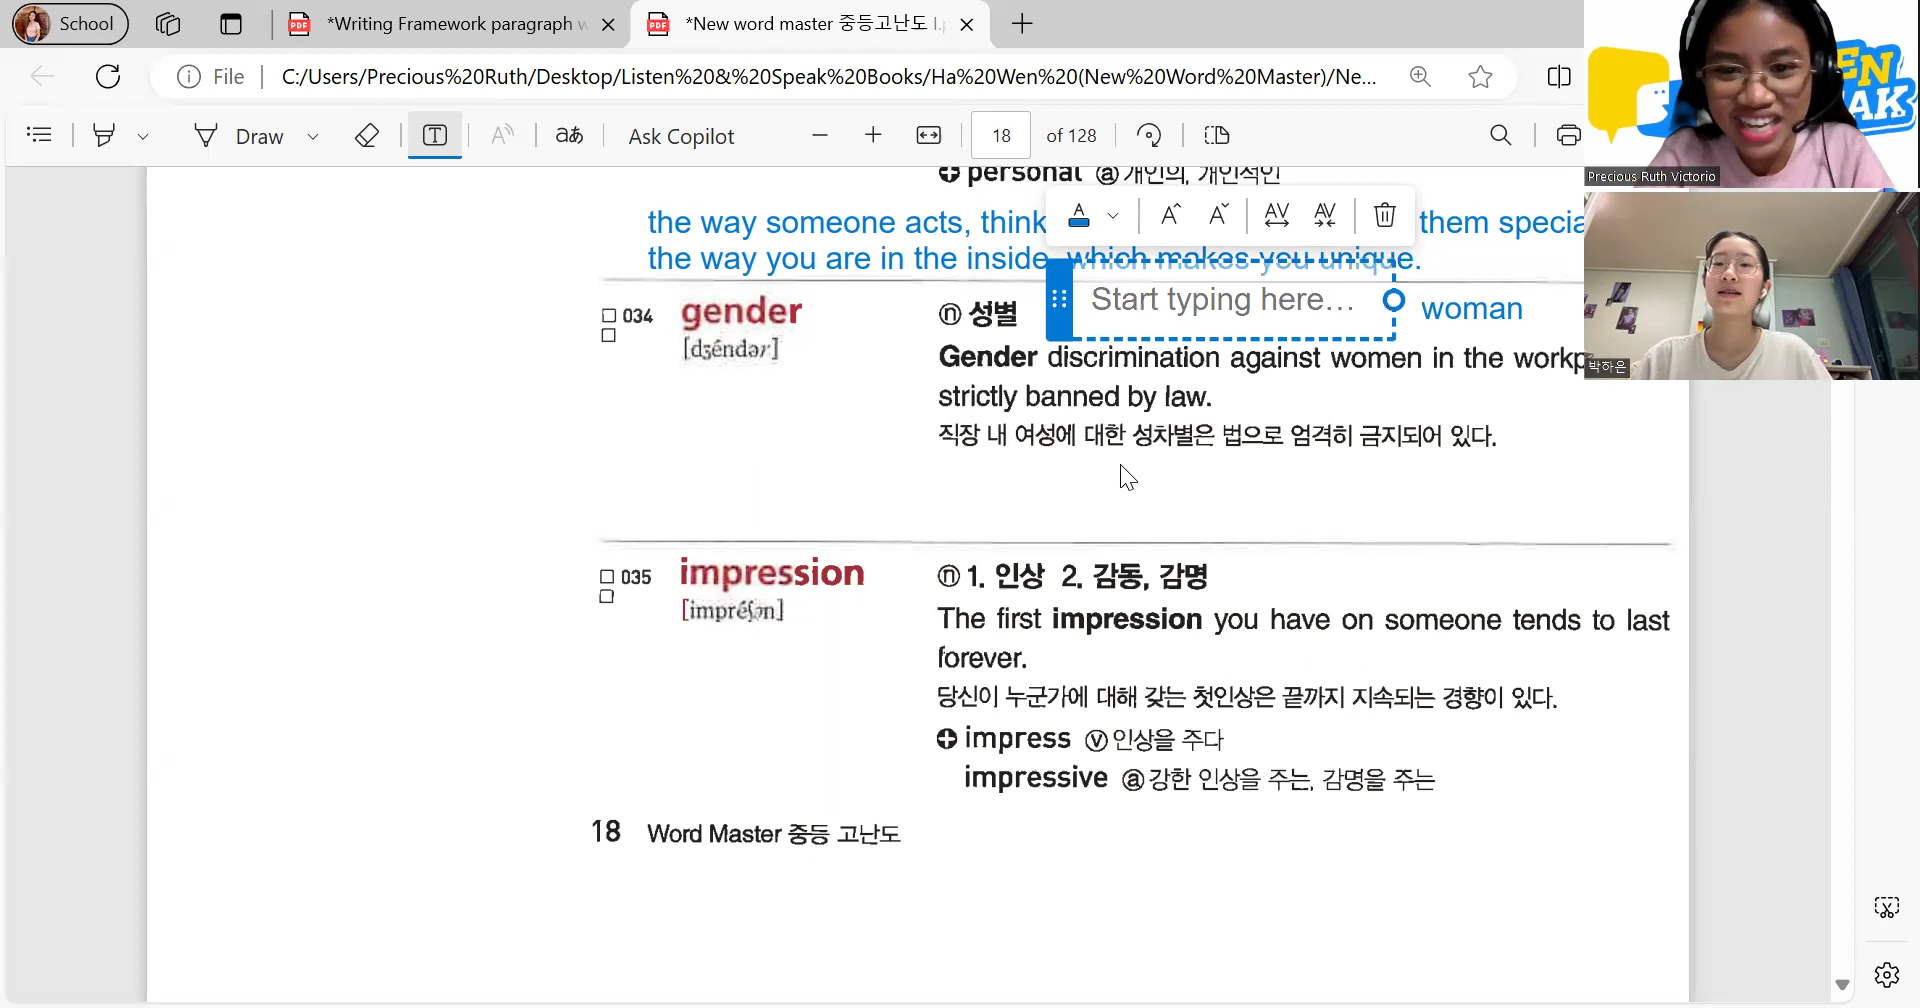 School
*Writing Framework paragraph w
*New word master 중등고난도 I.p
File
C:/Users/Precious%20Ruth/Desktop/Listen%20&%20Speak%20Books/Ha%20Wen%20(New%20Word%20Master)/Ne...
Draw
T
aあ
Ask Copilot
18 of 128
EN
AK
Precious Ruth Victorio
박하은
personal ⓐ 개인의, 개인적인
the way someone acts, think them specia
the way you are in the inside, which makes you unique.
034 gender ⓝ 성별 Start typing here... woman
[dʒéndər]
Gender discrimination against women in the workp
strictly banned by law.
직장 내 여성에 대한 성차별은 법으로 엄격히 금지되어 있다.
035 impression ⓝ 1. 인상 2. 감동, 감명
[impréʃən]
The first impression you have on someone tends to last
forever.
당신이 누군가에 대해 갖는 첫인상은 끝까지 지속되는 경향이 있다.
impress ⓥ 인상을 주다
impressive ⓐ 강한 인상을 주는, 감명을 주는
18 Word Master 중등 고난도